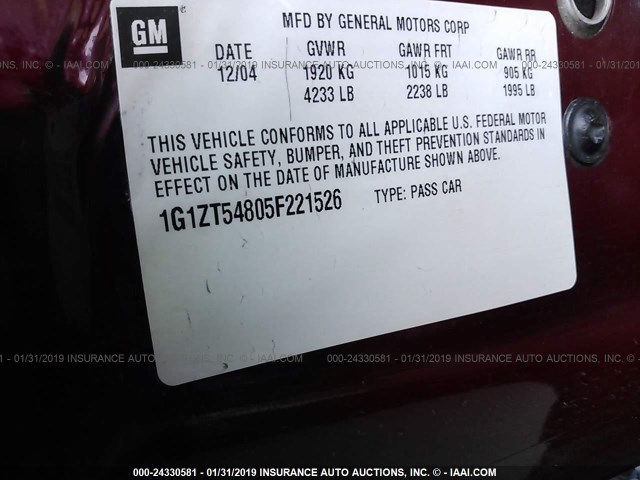 GM
MFD BY GENERAL MOTORS CORP
DATE GVWR GAWR FRT GAWR RR
12/04 1920 KG 1015 KG 905 KG
4233 LB 2238 LB 1995 LB
THIS VEHICLE CONFORMS TO ALL APPLICABLE U.S. FEDERAL MOTOR
VEHICLE SAFETY, BUMPER, AND THEFT PREVENTION STANDARDS IN
EFFECT ON THE DATE OF MANUFACTURE SHOWN ABOVE.
1G1ZT54805F221526 TYPE: PASS CAR
000-24330581 - 01/31/2019 INSURANCE AUTO AUCTIONS, INC. - IAAI.COM